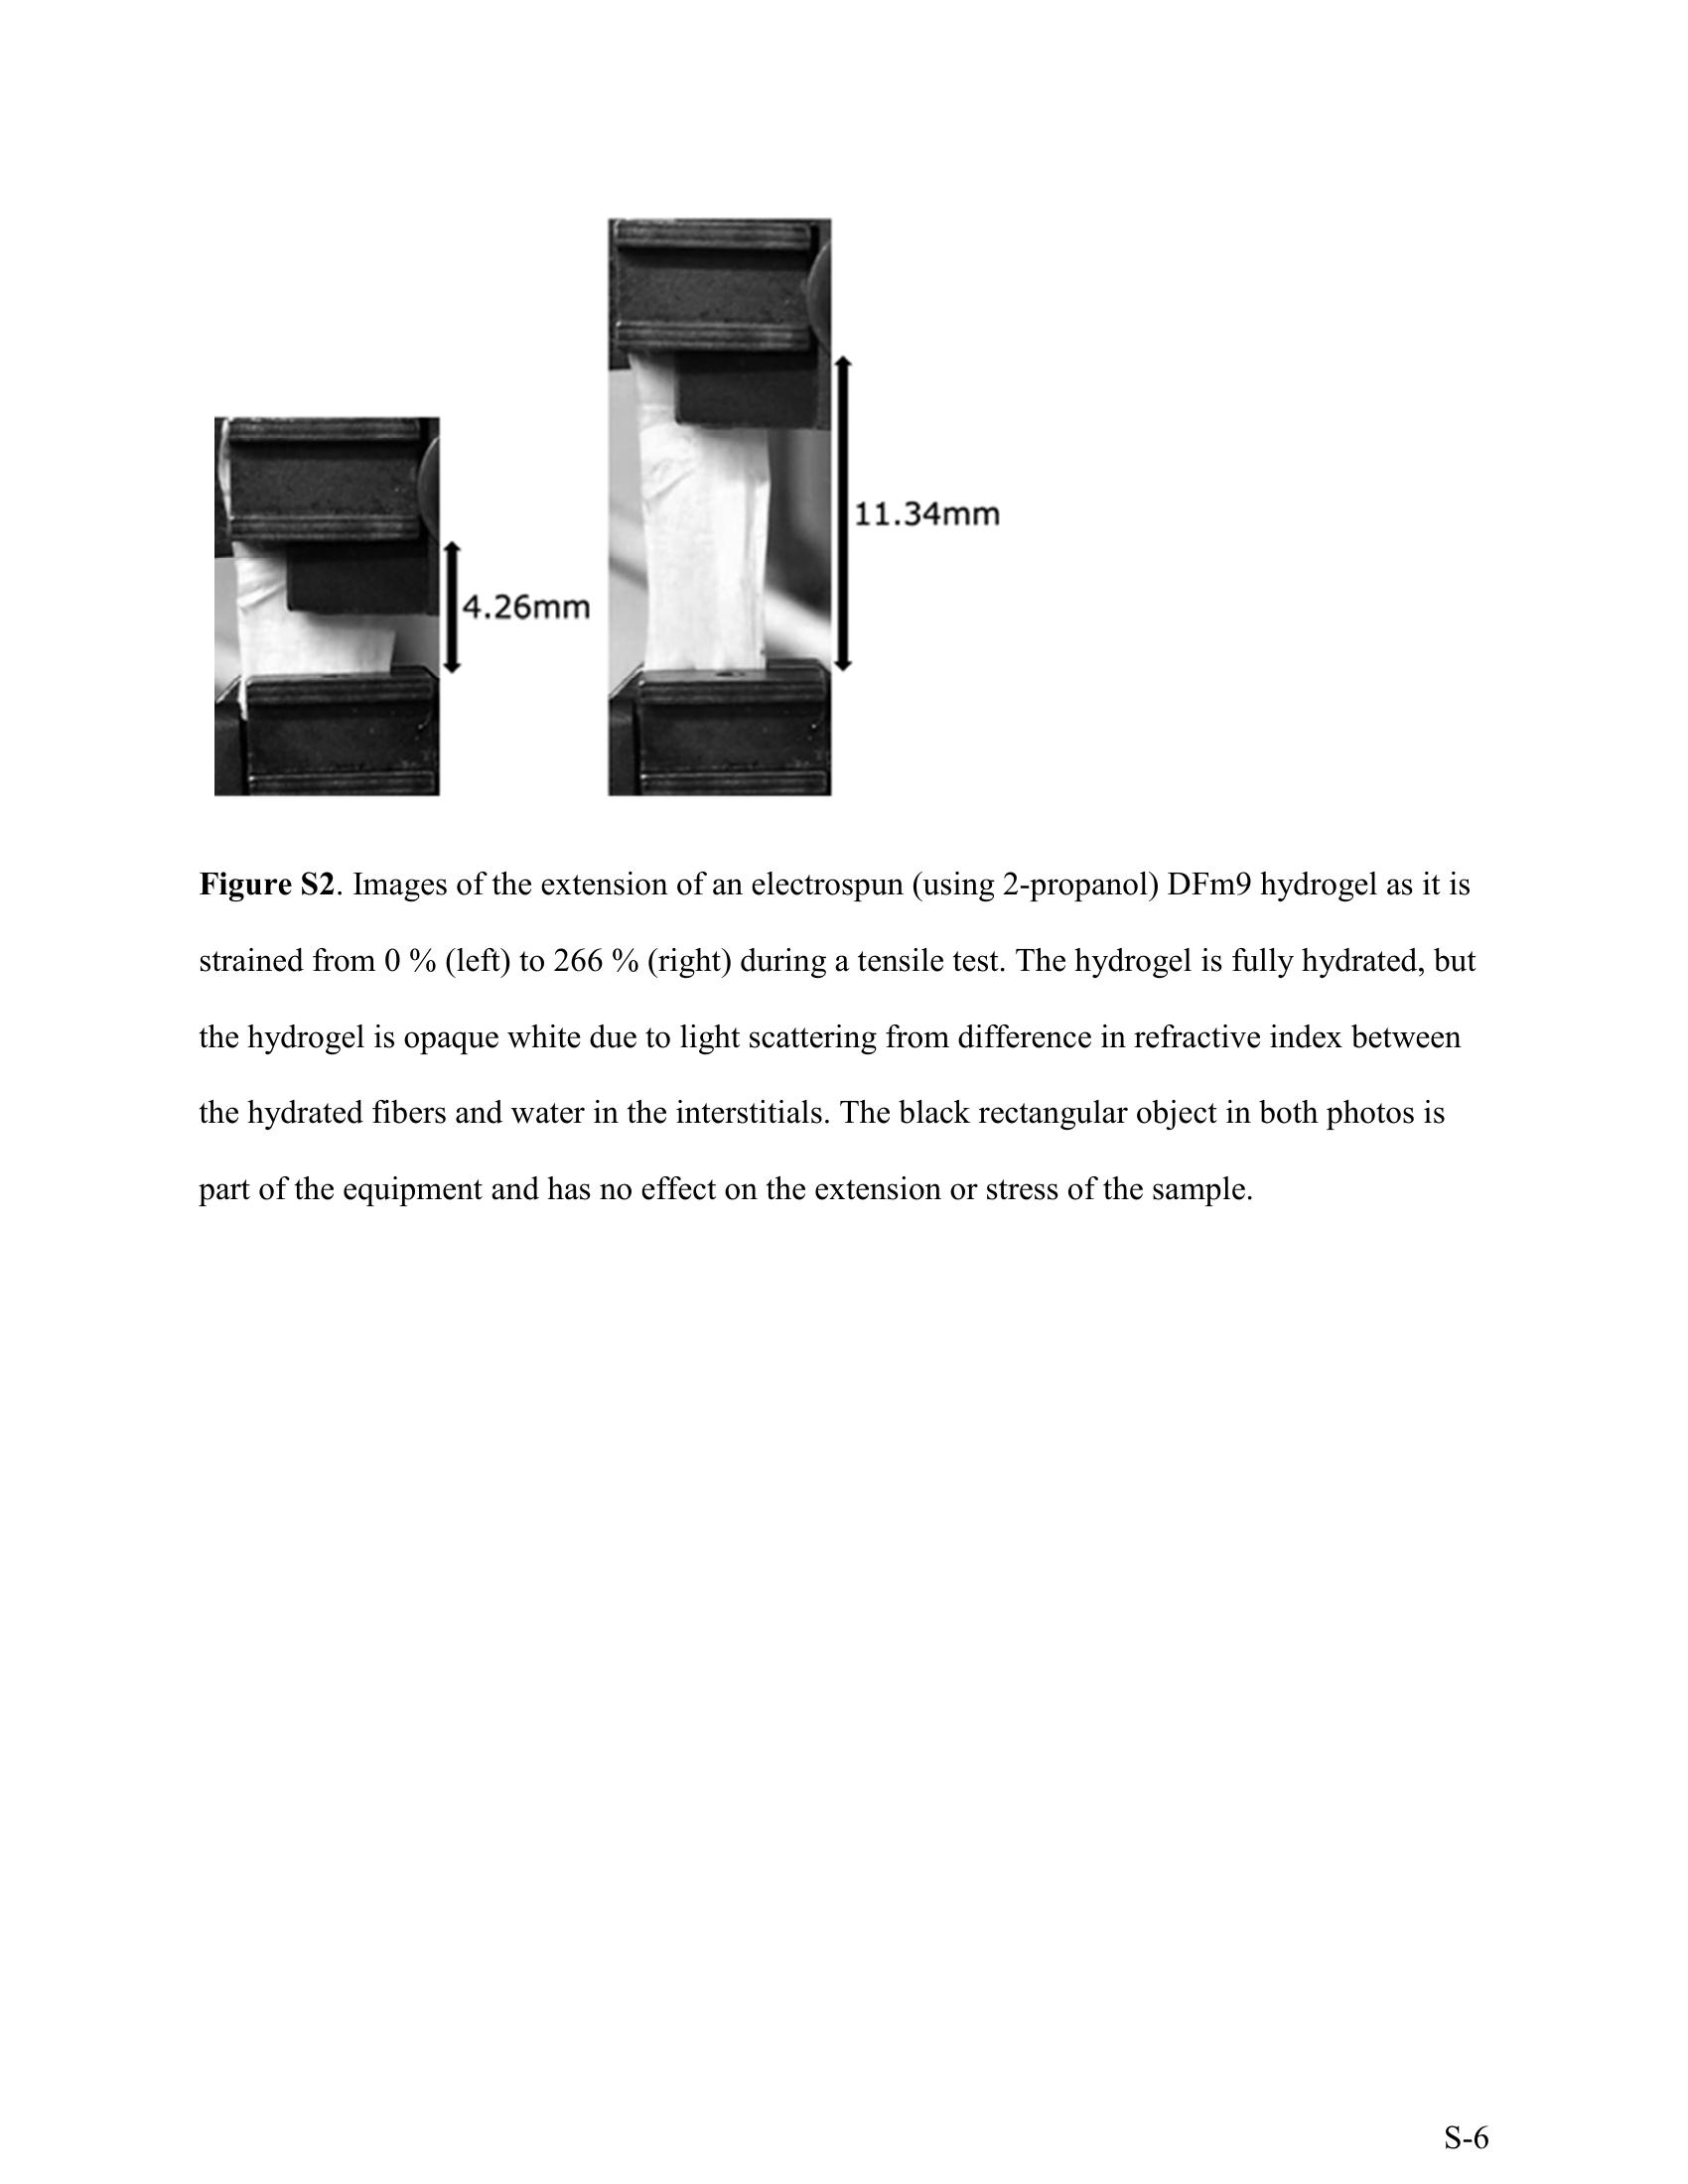 11.34mm
4.26mm
Figure S2. Images of the extension of an electrospun (using 2-propanol) DFm9 hydrogel as it is
strained from 0 % (left) to 266 % (right) during a tensile test. The hydrogel is fully hydrated, but
the hydrogel is opaque white due to light scattering from difference in refractive index between
the hydrated fibers and water in the interstitials. The black rectangular object in both photos is
part of the equipment and has no effect on the extension or stress of the sample.
S-6